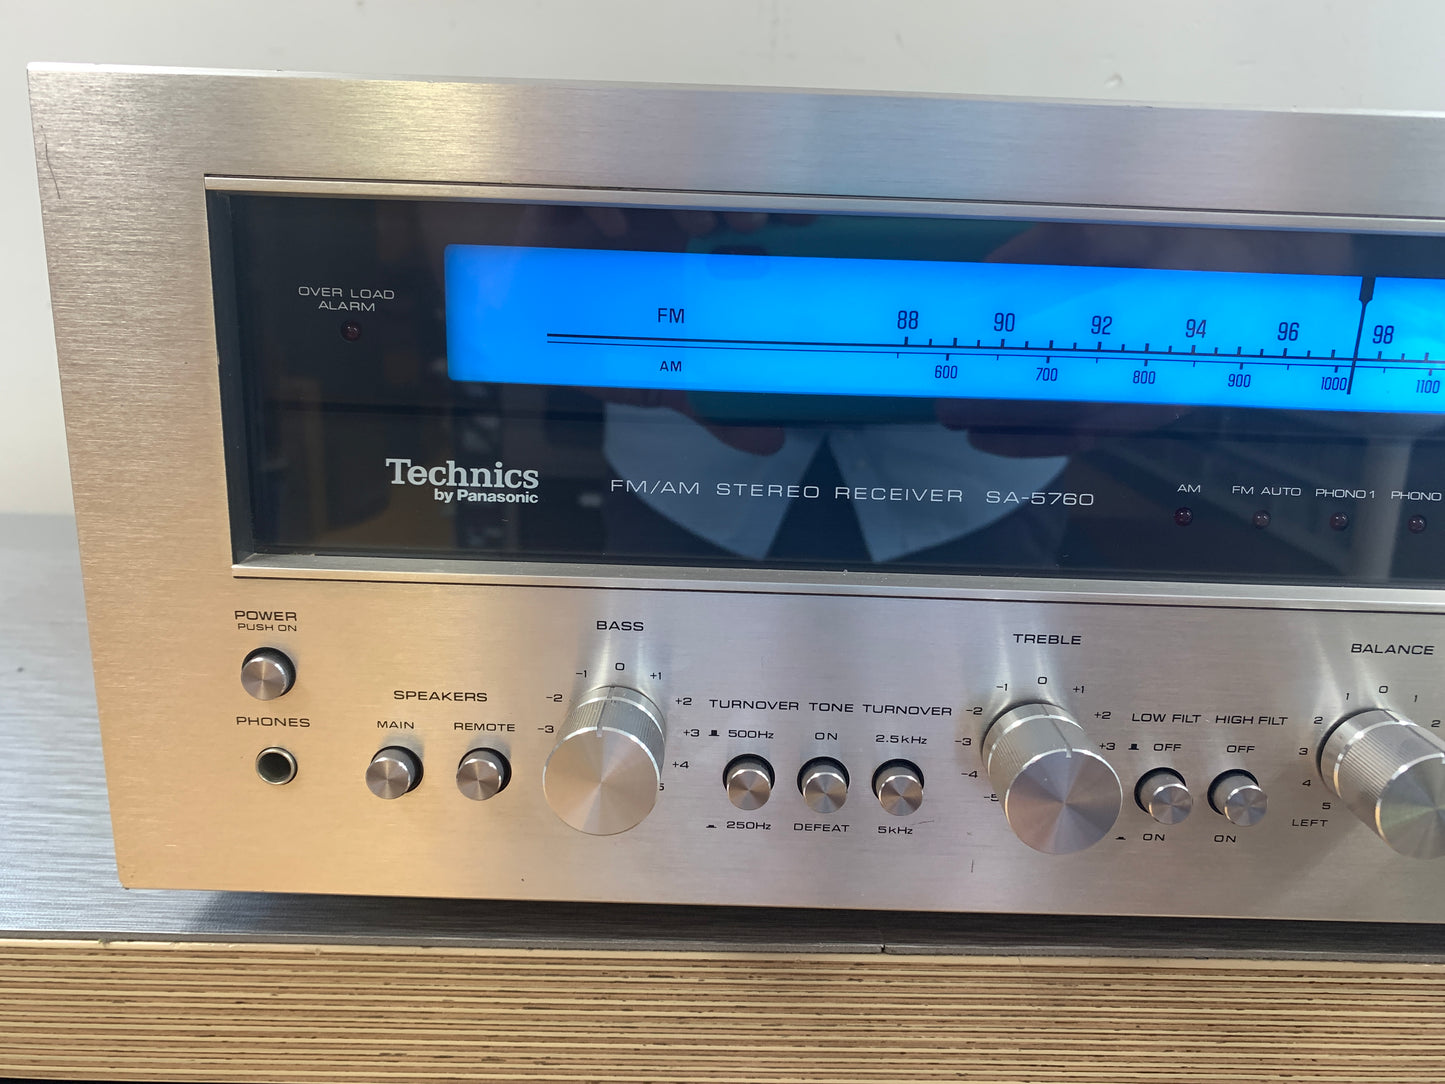 OVER LOAD
ALARM
FM 88 90 92 94 96 98
AM 600 700 800 900 1000 1100
Technics
by Panasonic
FM/AM STEREO RECEIVER SA-5760
AM FM AUTO PHONO 1 PHONO
POWER
PUSH ON
PHONES
SPEAKERS
MAIN REMOTE
BASS
-3 -2 -1 0 +1 +2 +3 +4 5
TURNOVER TONE TURNOVER
500Hz ON 2.5kHz
250Hz DEFEAT 5kHz
TREBLE
-5 -4 -3 -2 -1 0 +1 +2 +3
LOW FILT HIGH FILT
OFF OFF
ON ON
BALANCE
5 4 3 2 1 0 1 2
LEFT